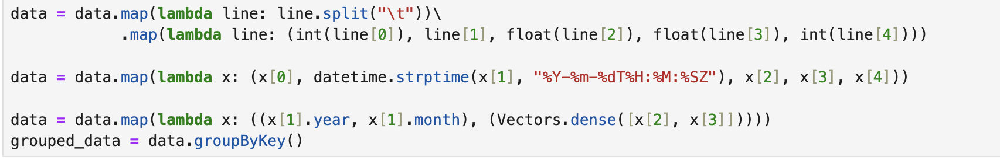 data = data.map(lambda line: line.split("\t"))\
            .map(lambda line: (int(line[0]), line[1], float(line[2]), float(line[3]), int(line[4])))

data = data.map(lambda x: (x[0], datetime.strptime(x[1], "%Y-%m-%dT%H:%M:%SZ"), x[2], x[3], x[4]))

data = data.map(lambda x: ((x[1].year, x[1].month), (Vectors.dense([x[2], x[3]]))))
grouped_data = data.groupByKey()